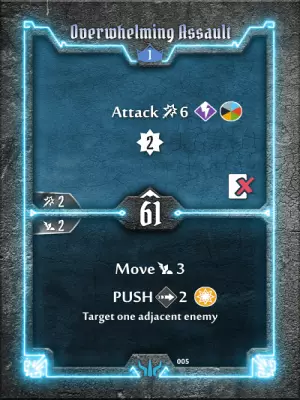 Overwhelming Assault
1
Attack 6
2
2
61
2
Move 3
PUSH 2
Target one adjacent enemy
005